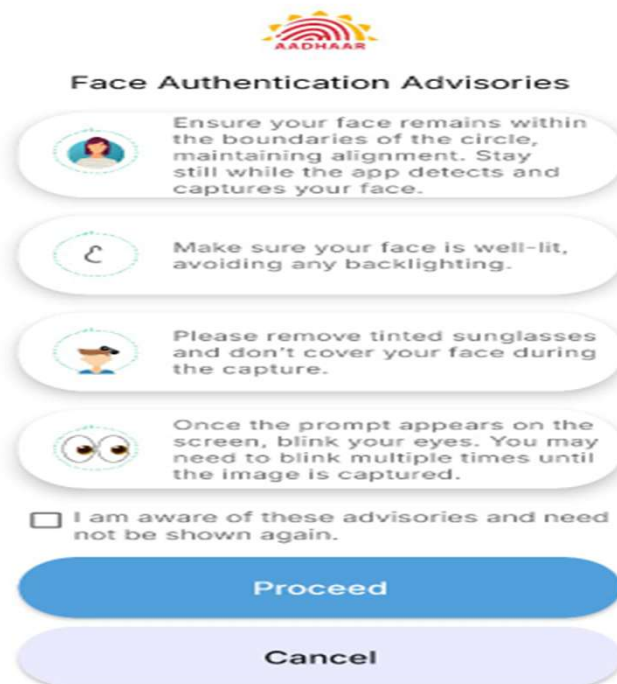 AADHAAR
Face Authentication Advisories
Ensure your face remains within
the boundaries of the circle,
maintaining alignment. Stay
still while the app detects and
captures your face.
Make sure your face is well-lit,
avoiding any backlighting.
Please remove tinted sunglasses
and don't cover your face during
the capture.
Once the prompt appears on the
screen, blink your eyes. You may
need to blink multiple times until
the image is captured.
I am aware of these advisories and need
not be shown again.
Proceed
Cancel